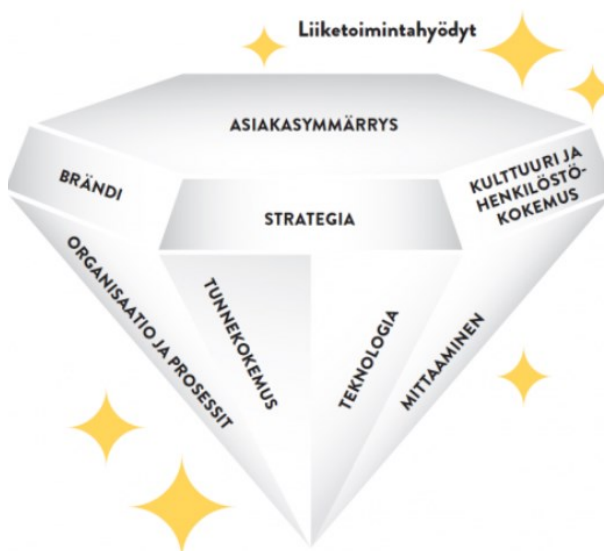 Liiketoimintahyödyt
ASIAKASYMMÄRRYS
BRÄNDI
STRATEGIA
KULTTUURI JA
HENKILÖSTÖ-
KOKEMUS
ORGANISAATIO JA PROSESSIT
TUNNEKOKEMUS
TEKNOLOGIA
MITTAAMINEN